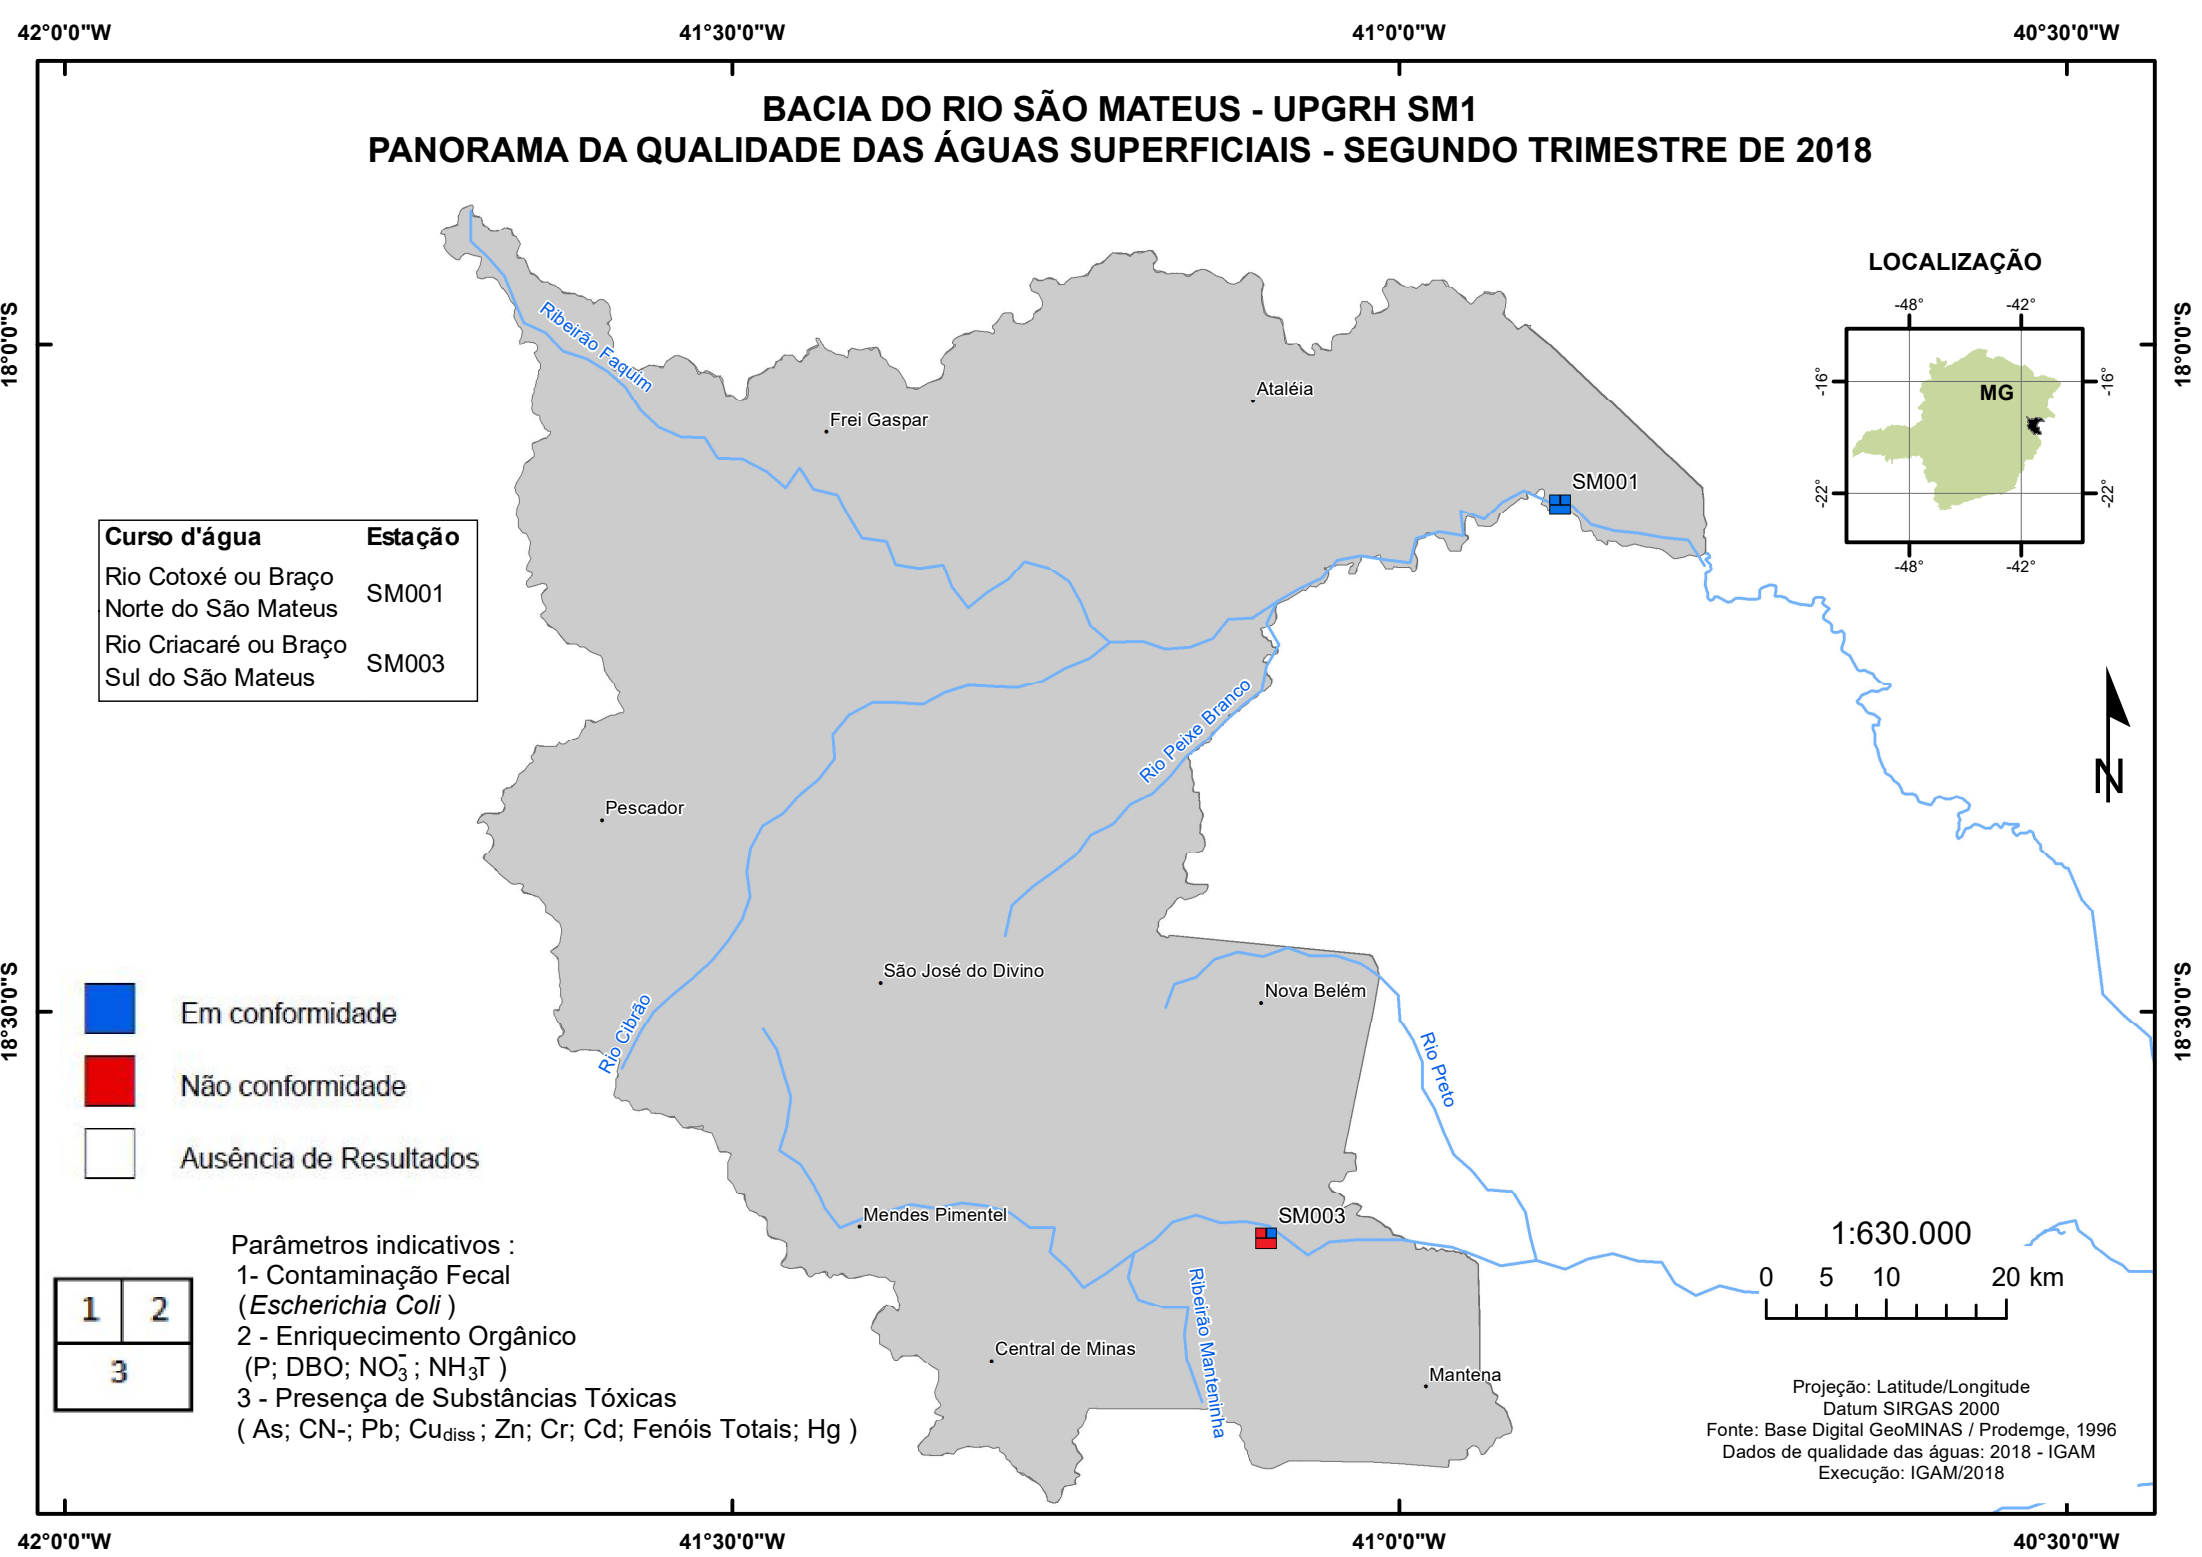 42°0'0"W
41°30'0"W
41°0'0"W
40°30'0"W
BACIA DO RIO SÃO MATEUS - UPGRH SM1
PANORAMA DA QUALIDADE DAS ÁGUAS SUPERFICIAIS - SEGUNDO TRIMESTRE DE 2018
LOCALIZAÇÃO
-48°
-42°
-16°
-16°
MG
-22°
-22°
-48°
-42°
18°0'0"S
18°0'0"S
Ribeirão Faquim
Ataléia
Frei Gaspar
SM001
Curso d'água Estação
Rio Cotoxé ou Braço
Norte do São Mateus
SM001
Rio Criacaré ou Braço
Sul do São Mateus
SM003
Rio Peixe Branco
N
Pescador
São José do Divino
Nova Belém
Rio Cibrão
Rio Preto
18°30'0"S
18°30'0"S
Em conformidade
Não conformidade
Ausência de Resultados
Mendes Pimentel
SM003
Ribeirão Manteninha
Central de Minas
Mantena
1:630.000
0 5 10 20 km
Parâmetros indicativos :
1- Contaminação Fecal
(Escherichia Coli )
2 - Enriquecimento Orgânico
(P; DBO; NO₃⁻ ; NH₃T )
3 - Presença de Substâncias Tóxicas
( As; CN-; Pb; Cudiss ; Zn; Cr; Cd; Fenóis Totais; Hg )
1 2
3
Projeção: Latitude/Longitude
Datum SIRGAS 2000
Fonte: Base Digital GeoMINAS / Prodemge, 1996
Dados de qualidade das águas: 2018 - IGAM
Execução: IGAM/2018
42°0'0"W
41°30'0"W
41°0'0"W
40°30'0"W